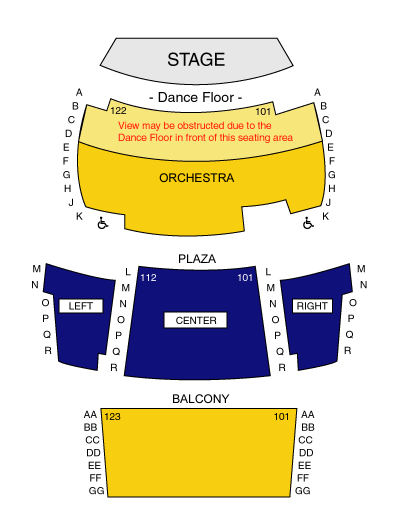 STAGE
- Dance Floor -
A
A
B
B
122
101
C
C
View may be obstructed due to the
Dance Floor in front of this seating area
D
D
E
E
F
F
G
ORCHESTRA
G
H
H
J
J
K
K
PLAZA
M
L
L
M
N
112
101
N
M
M
O
LEFT
N
N
RIGHT
O
P
O
CENTER
O
P
Q
P
P
Q
R
Q
Q
R
R
R
BALCONY
AA
123
101
AA
BB
BB
CC
CC
DD
DD
EE
EE
FF
FF
GG
GG